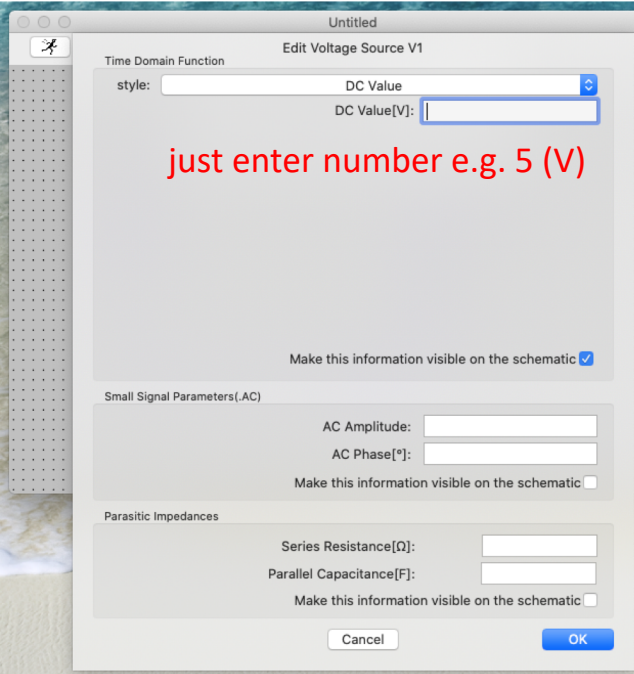 Untitled
Edit Voltage Source V1
Time Domain Function
style: DC Value
DC Value[V]:
just enter number e.g. 5 (V)
Make this information visible on the schematic
Small Signal Parameters(.AC)
AC Amplitude:
AC Phase[°]:
Make this information visible on the schematic
Parasitic Impedances
Series Resistance[Ω]:
Parallel Capacitance[F]:
Make this information visible on the schematic
Cancel OK